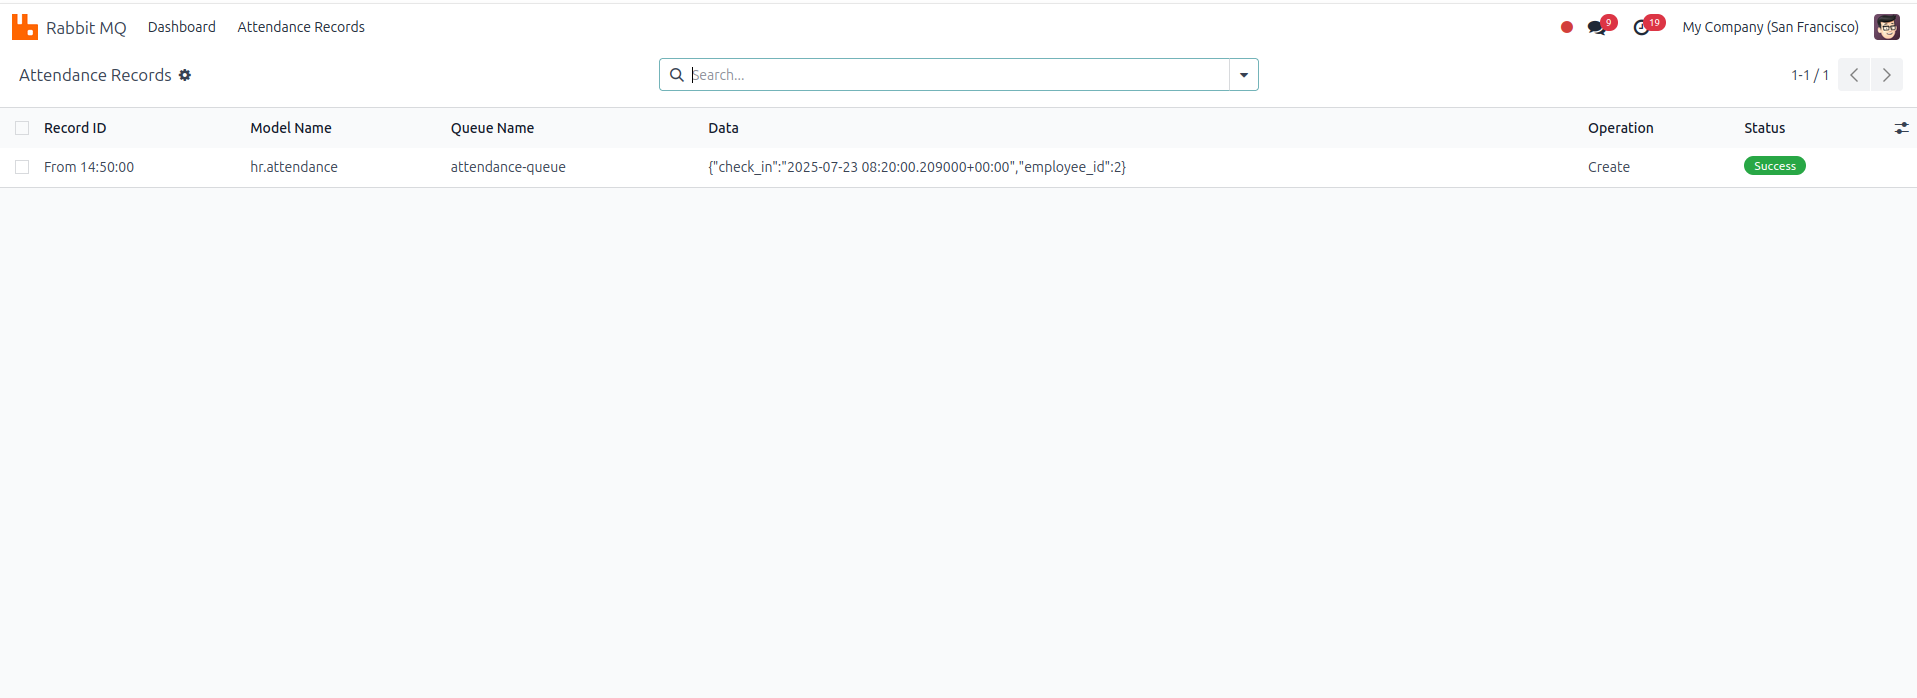 Rabbit MQ Dashboard Attendance Records 9 19 My Company (San Francisco)
Attendance Records Search... 1-1 / 1
Record ID Model Name Queue Name Data Operation Status
From 14:50:00 hr.attendance attendance-queue {"check_in":"2025-07-23 08:20:00.209000+00:00","employee_id":2} Create Success